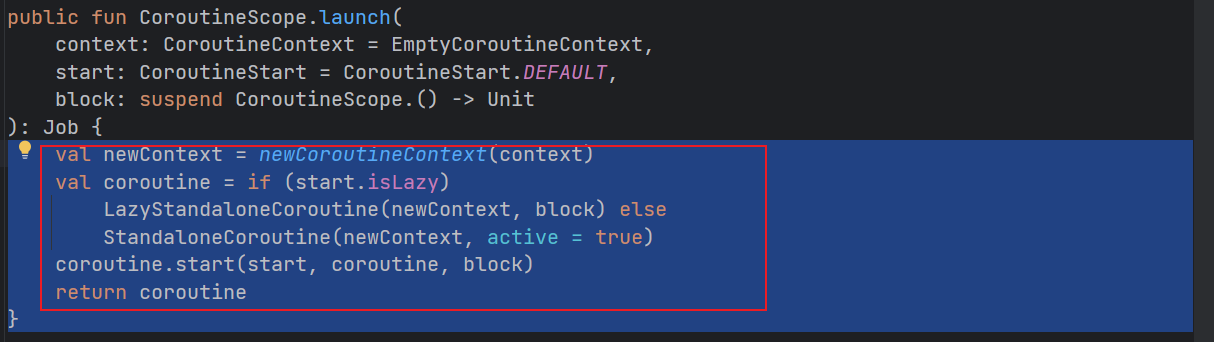 public fun CoroutineScope.launch(
    context: CoroutineContext = EmptyCoroutineContext,
    start: CoroutineStart = CoroutineStart.DEFAULT,
    block: suspend CoroutineScope.() -> Unit
): Job {
    val newContext = newCoroutineContext(context)
    val coroutine = if (start.isLazy)
        LazyStandaloneCoroutine(newContext, block) else
        StandaloneCoroutine(newContext, active = true)
    coroutine.start(start, coroutine, block)
    return coroutine
}